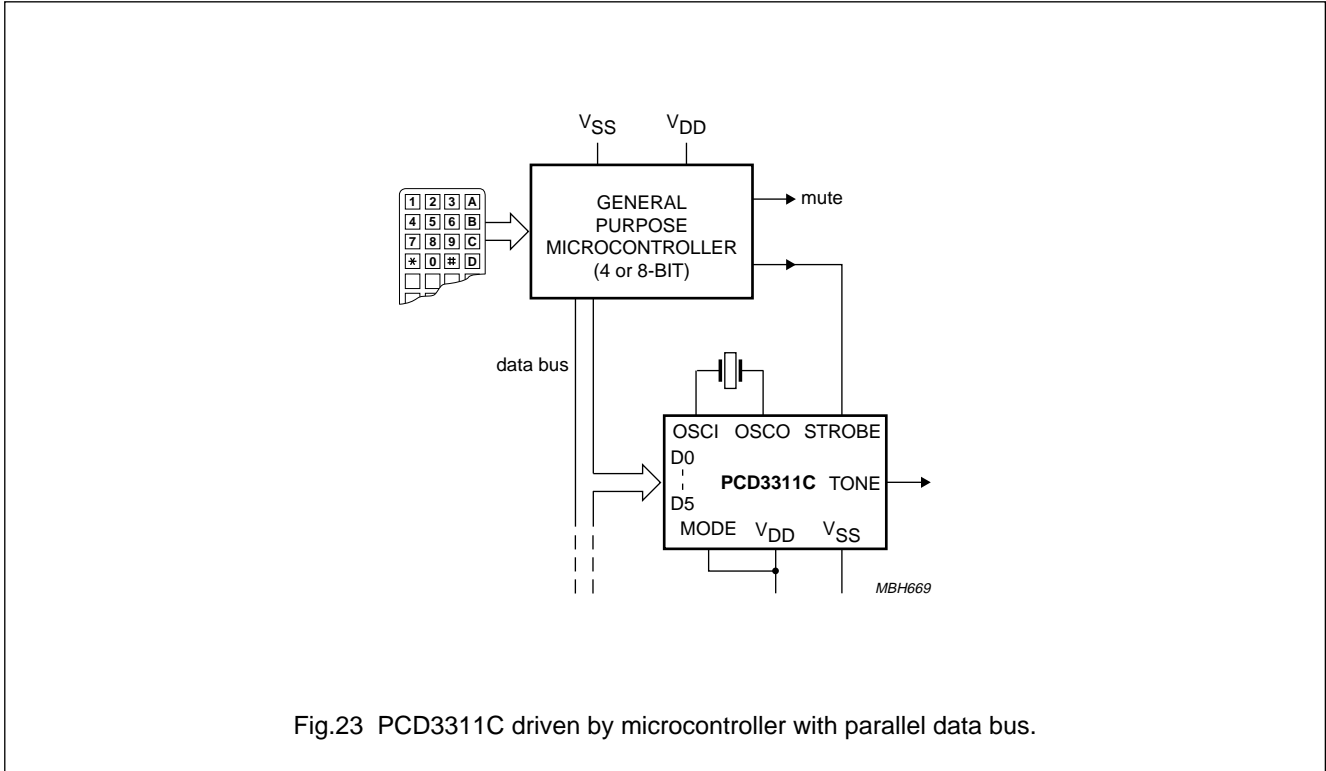 VSS VDD
1 2 3 A
4 5 6 B
7 8 9 C
* 0 # D
GENERAL
PURPOSE
MICROCONTROLLER
(4 or 8-BIT)
mute
data bus
OSCI OSCO STROBE
D0
PCD3311C TONE
D5
MODE VDD VSS
MBH669
Fig.23 PCD3311C driven by microcontroller with parallel data bus.